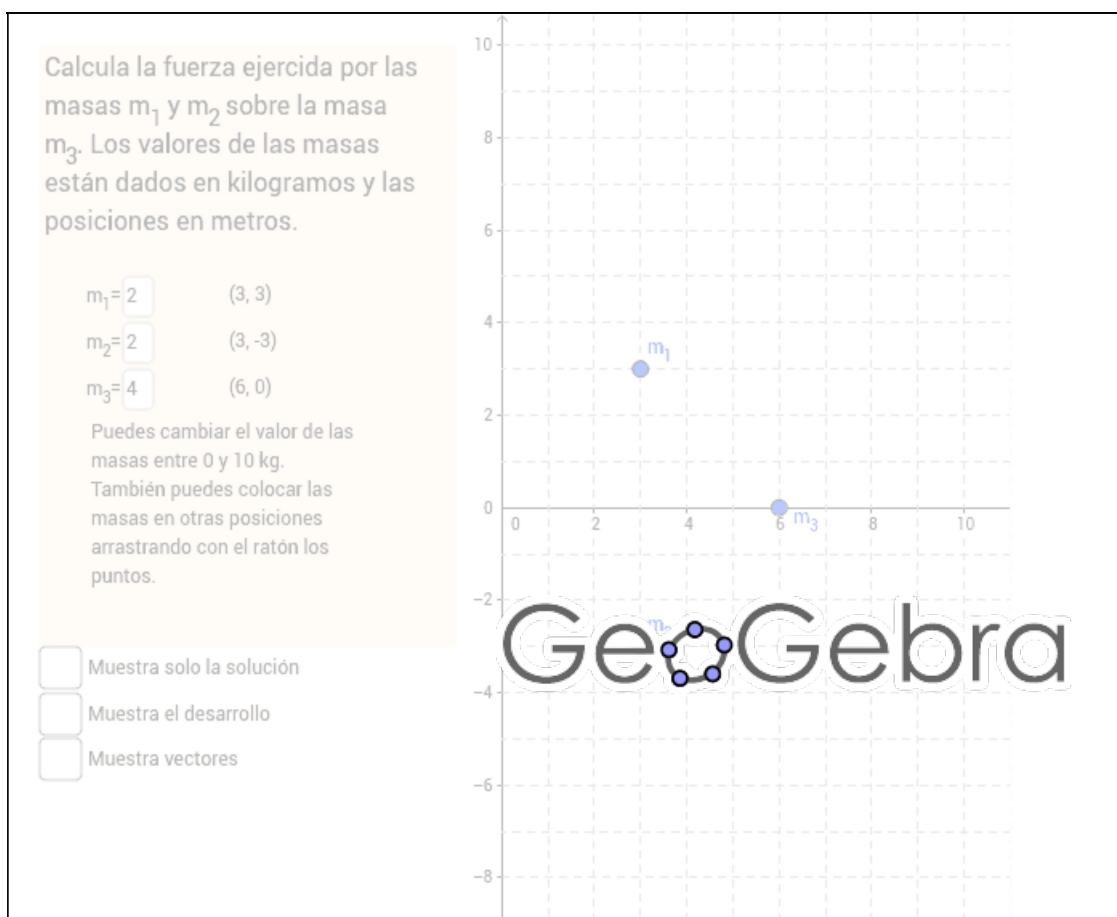 Calcula la fuerza ejercida por las
masas m₁ y m₂ sobre la masa
m₃. Los valores de las masas
están dados en kilogramos y las
posiciones en metros.
m₁= 2 (3, 3)
m₂= 2 (3, -3)
m₃= 4 (6, 0)
Puedes cambiar el valor de las
masas entre 0 y 10 kg.
También puedes colocar las
masas en otras posiciones
arrastrando con el ratón los
puntos.
Muestra solo la solución
Muestra el desarrollo
Muestra vectores
10
8
6
4
m₁
2
0
0 2 4 6 8 10
m₃
−2
GeoGebra
−4
−6
−8